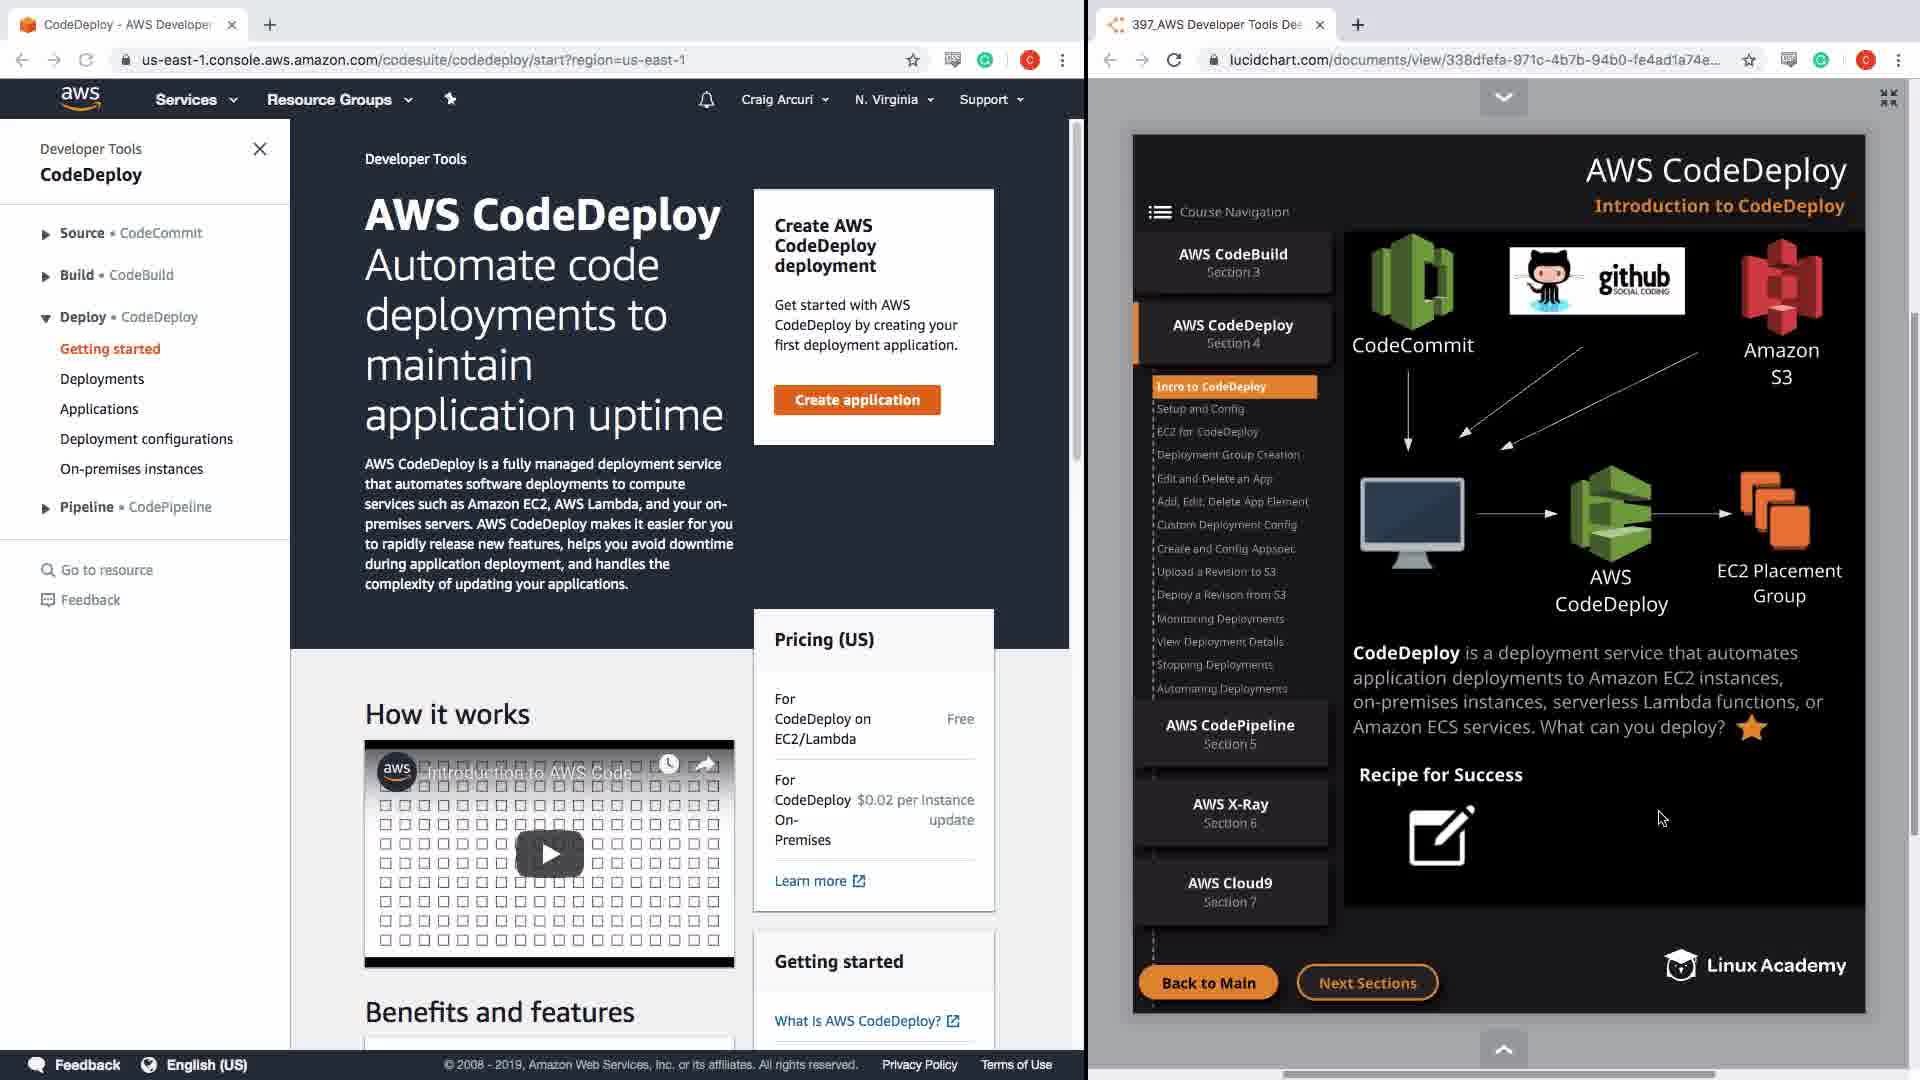 CodeDeploy - AWS Developer
us-east-1.console.aws.amazon.com/codesuite/codedeploy/start?region=us-east-1
C
aws
Services
Resource Groups
Craig Arcuri
N. Virginia
Support
Developer Tools
CodeDeploy
Source • CodeCommit
Build • CodeBuild
Deploy • CodeDeploy
Getting started
Deployments
Applications
Deployment configurations
On-premises instances
Pipeline • CodePipeline
Go to resource
Feedback
Developer Tools
AWS CodeDeploy
Automate code
deployments to
maintain
application uptime
AWS CodeDeploy is a fully managed deployment service
that automates software deployments to compute
services such as Amazon EC2, AWS Lambda, and your on-
premises servers. AWS CodeDeploy makes it easier for you
to rapidly release new features, helps you avoid downtime
during application deployment, and handles the
complexity of updating your applications.
Create AWS
CodeDeploy
deployment
Get started with AWS
CodeDeploy by creating your
first deployment application.
Create application
Pricing (US)
For
CodeDeploy on
EC2/Lambda
Free
For
CodeDeploy
On-
Premises
$0.02 per instance
update
Learn more
How it works
aws
Introduction to AWS Code
Getting started
What is AWS CodeDeploy?
Benefits and features
Feedback
English (US)
© 2008 - 2019, Amazon Web Services, Inc. or its affiliates. All rights reserved.
Privacy Policy
Terms of Use
397_AWS Developer Tools Dee
lucidchart.com/documents/view/338dfefa-971c-4b7b-94b0-fe4ad1a74e...
C
AWS CodeDeploy
Introduction to CodeDeploy
Course Navigation
AWS CodeBuild
Section 3
AWS CodeDeploy
Section 4
Intro to CodeDeploy
Setup and Config
EC2 for CodeDeploy
Deployment Group Creation
Edit and Delete an App
Add, Edit, Delete App Element
Custom Deployment Config
Create and Config Appspec
Upload a Revision to S3
Deploy a Revison from S3
Monitoring Deployments
View Deployment Details
Stopping Deployments
Automating Deployments
AWS CodePipeline
Section 5
AWS X-Ray
Section 6
AWS Cloud9
Section 7
Back to Main
Next Sections
CodeCommit
github
SOCIAL CODING
Amazon
S3
AWS
CodeDeploy
EC2 Placement
Group
CodeDeploy is a deployment service that automates
application deployments to Amazon EC2 instances,
on-premises instances, serverless Lambda functions, or
Amazon ECS services. What can you deploy?
Recipe for Success
Linux Academy